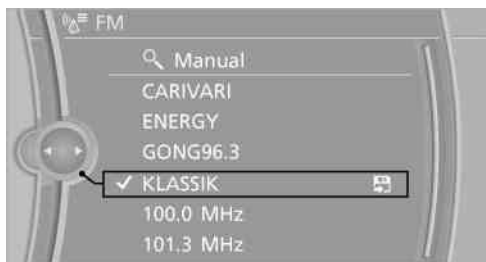 FM
Manual
CARIVARI
ENERGY
GONG96.3
KLASSIK
100.0 MHz
101.3 MHz